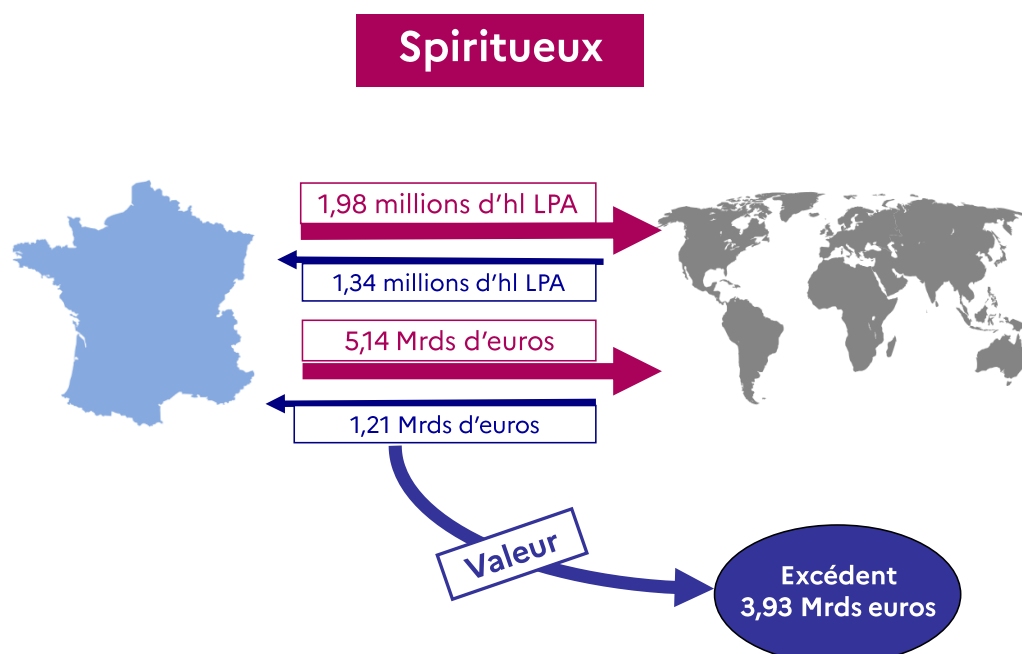 Spiritueux
1,98 millions d’hl LPA
1,34 millions d’hl LPA
5,14 Mrds d’euros
1,21 Mrds d’euros
Valeur
Excédent
3,93 Mrds euros